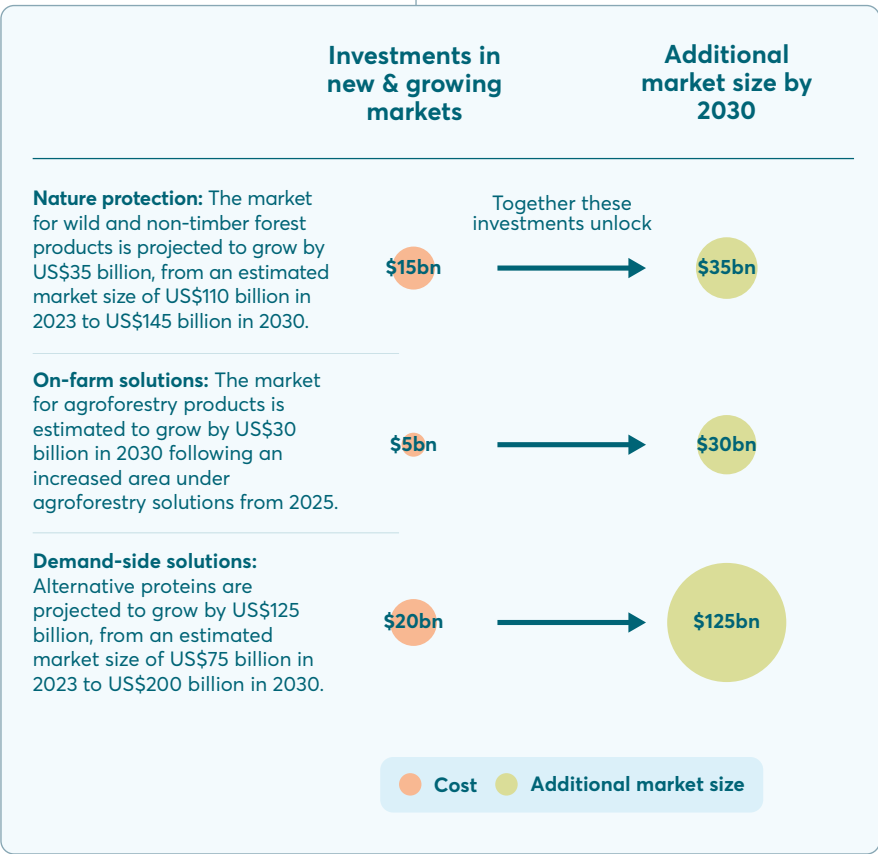 Investments in
new & growing
markets
Additional
market size by
2030
Nature protection: The market
for wild and non-timber forest
products is projected to grow by
US$35 billion, from an estimated
market size of US$110 billion in
2023 to US$145 billion in 2030.
$15bn
Together these
investments unlock
$35bn
On-farm solutions: The market
for agroforestry products is
estimated to grow by US$30
billion in 2030 following an
increased area under
agroforestry solutions from 2025.
$5bn
$30bn
Demand-side solutions:
Alternative proteins are
projected to grow by US$125
billion, from an estimated
market size of US$75 billion in
2023 to US$200 billion in 2030.
$20bn
$125bn
Cost
Additional market size